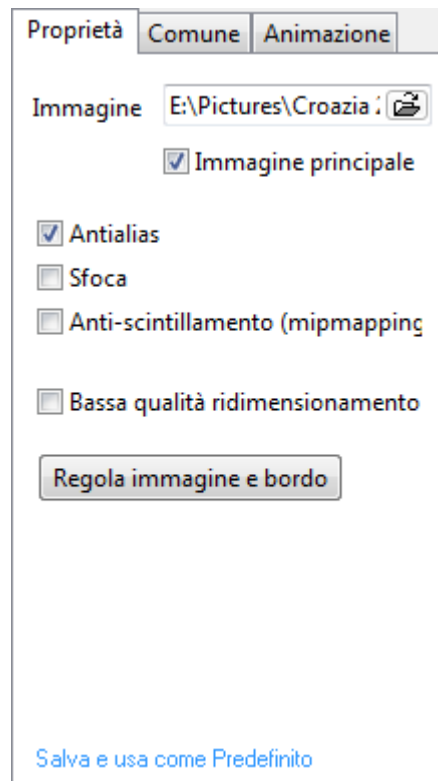 Proprietà Comune Animazione
Immagine E:\Pictures\Croazia
Immagine principale
Antialias
Sfoca
Anti-scintillamento (mipmapping
Bassa qualità ridimensionamento
Regola immagine e bordo
Salva e usa come Predefinito